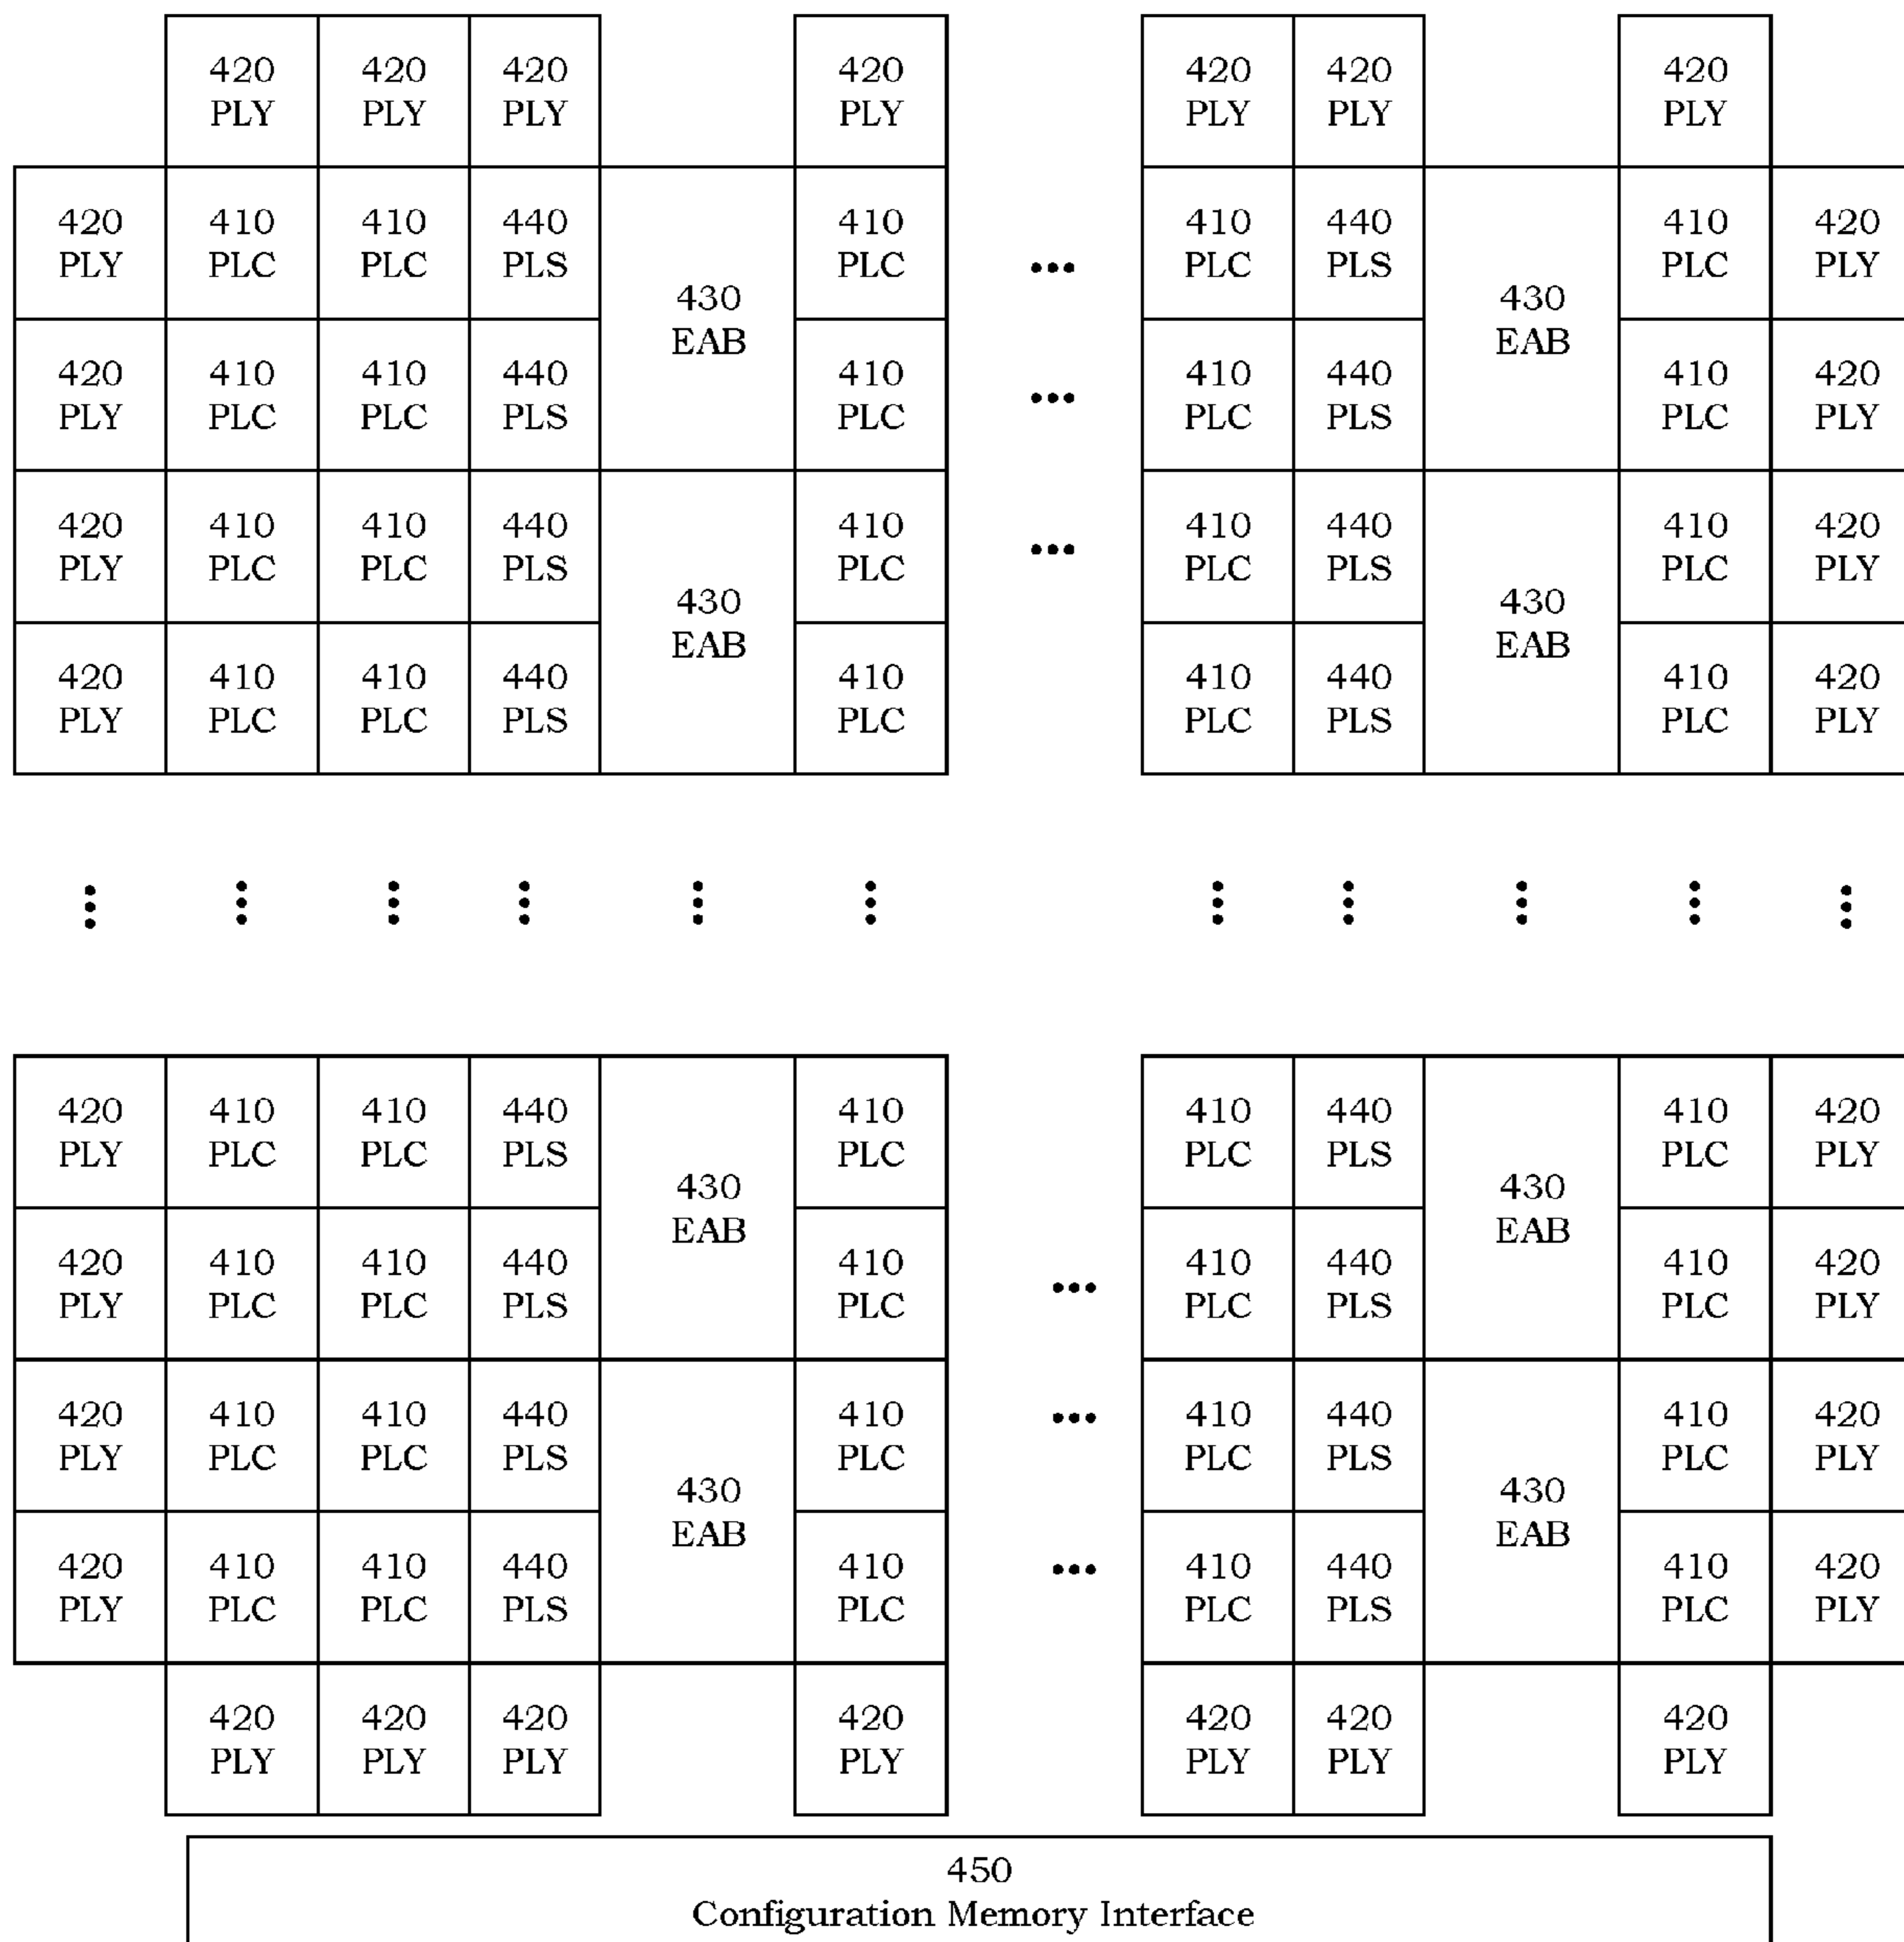 420 420 420 420 420 420 420
PLY PLY PLY PLY PLY PLY PLY
420 410 410 440 410 410 440 410 420
PLY PLC PLC PLS PLC ... PLC PLS PLC PLY
430 430
EAB EAB
420 410 410 440 410 410 440 410 420
PLY PLC PLC PLS PLC ... PLC PLS PLC PLY
420 410 410 440 410 410 440 410 420
PLY PLC PLC PLS PLC ... PLC PLS PLC PLY
430 430
EAB EAB
420 410 410 440 410 410 440 410 420
PLY PLC PLC PLS PLC PLC PLS PLC PLY
420 410 410 440 410 410 440 410 420
PLY PLC PLC PLS PLC PLC PLS PLC PLY
430 430
EAB EAB
420 410 410 440 410 410 440 410 420
PLY PLC PLC PLS PLC ... PLC PLS PLC PLY
420 410 410 440 410 ... 410 440 410 420
PLY PLC PLC PLS PLC PLC PLS PLC PLY
430 430
EAB EAB
420 410 410 440 410 ... 410 440 410 420
PLY PLC PLC PLS PLC PLC PLS PLC PLY
420 420 420 420 420 420 420
PLY PLY PLY PLY PLY PLY PLY
450
Configuration Memory Interface